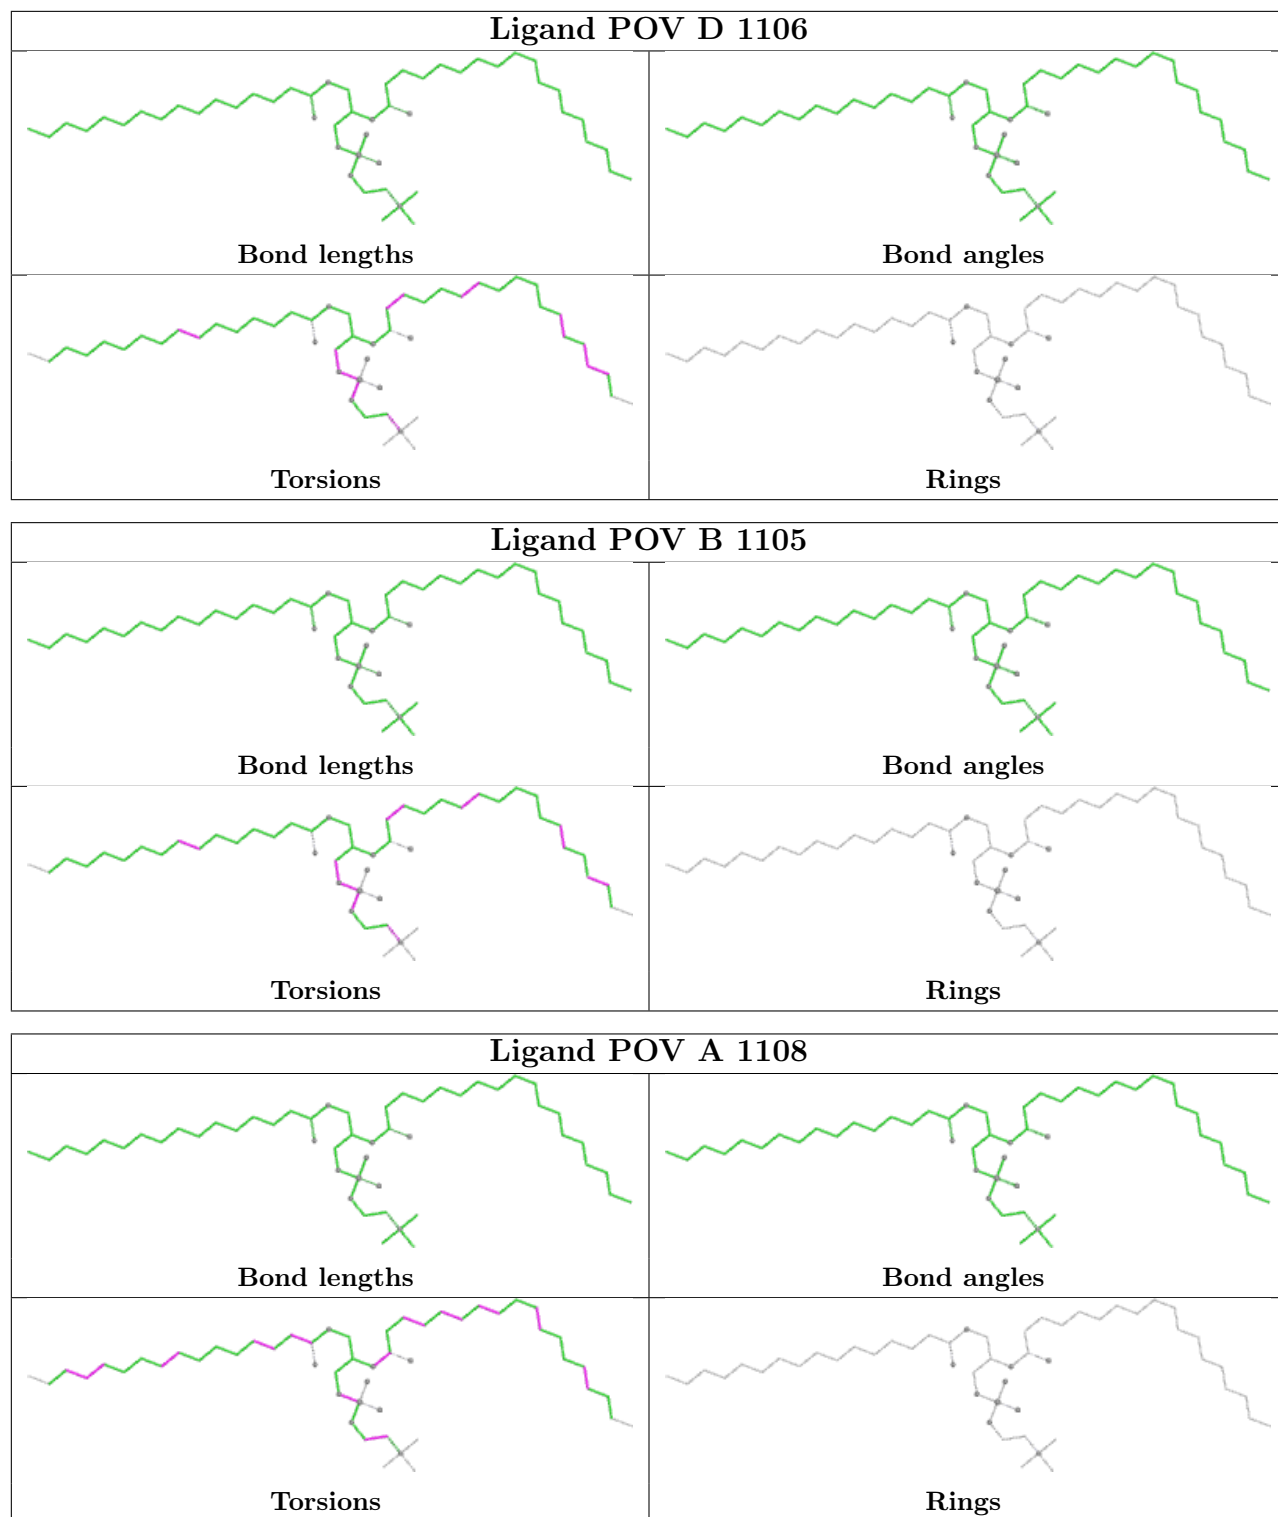 Ligand POV D 1106
Bond lengths
Bond angles
Torsions
Rings
Ligand POV B 1105
Bond lengths
Bond angles
Torsions
Rings
Ligand POV A 1108
Bond lengths
Bond angles
Torsions
Rings